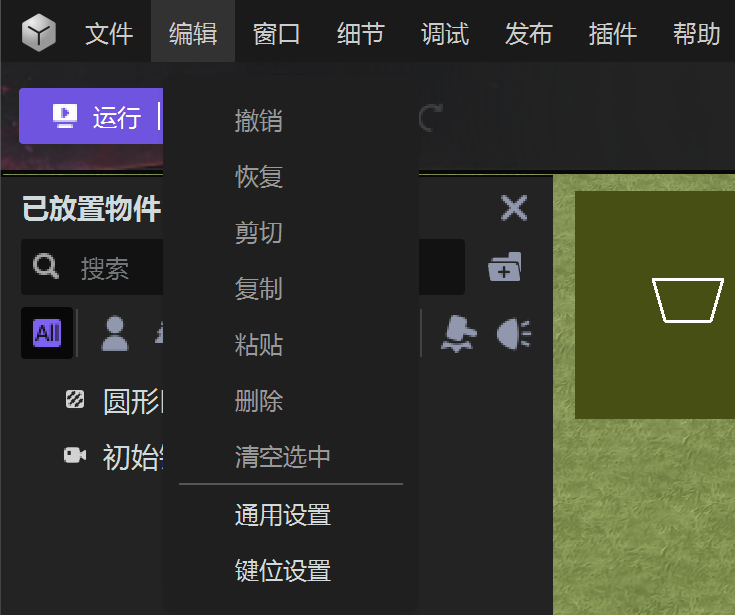 文件 编辑 窗口 细节 调试 发布 插件 帮助
运行
撤销
恢复
已放置物件
剪切
搜索
复制
All
粘贴
圆形
删除
初始
清空选中
通用设置
键位设置